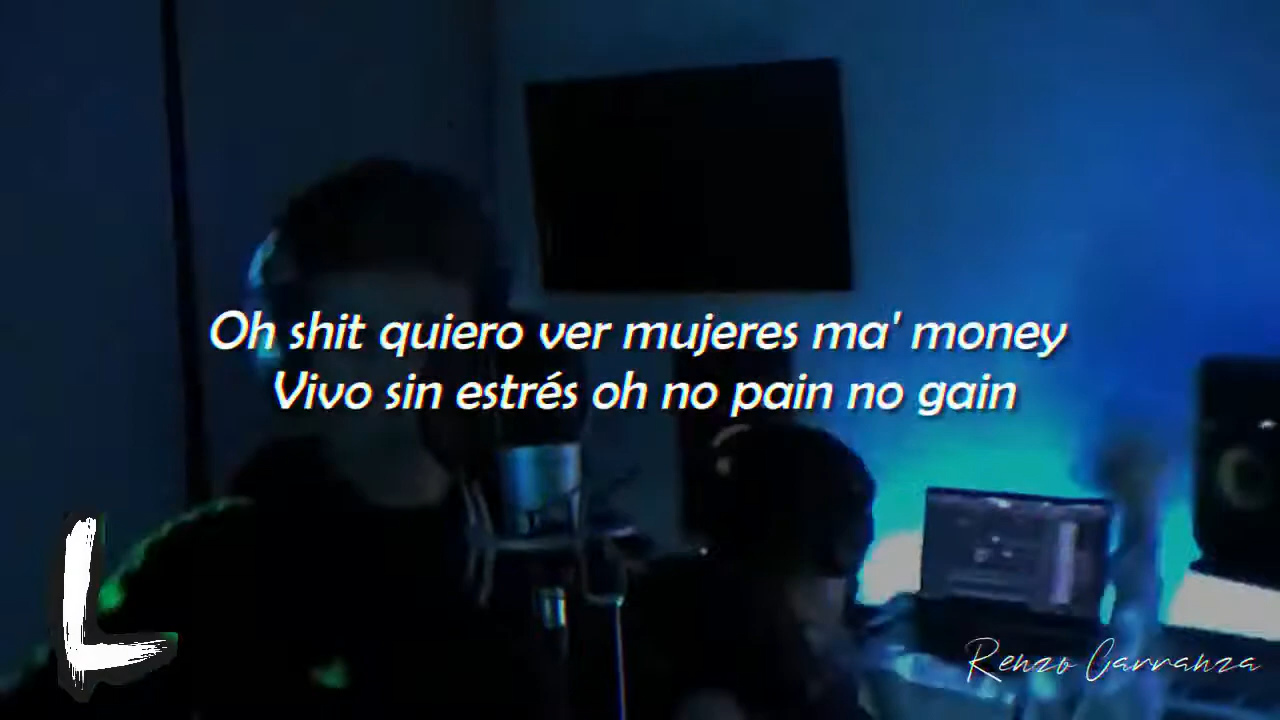 Oh shit quiero ver mujeres ma' money
Vivo sin estrés oh no pain no gain
L
Renzo Carranza